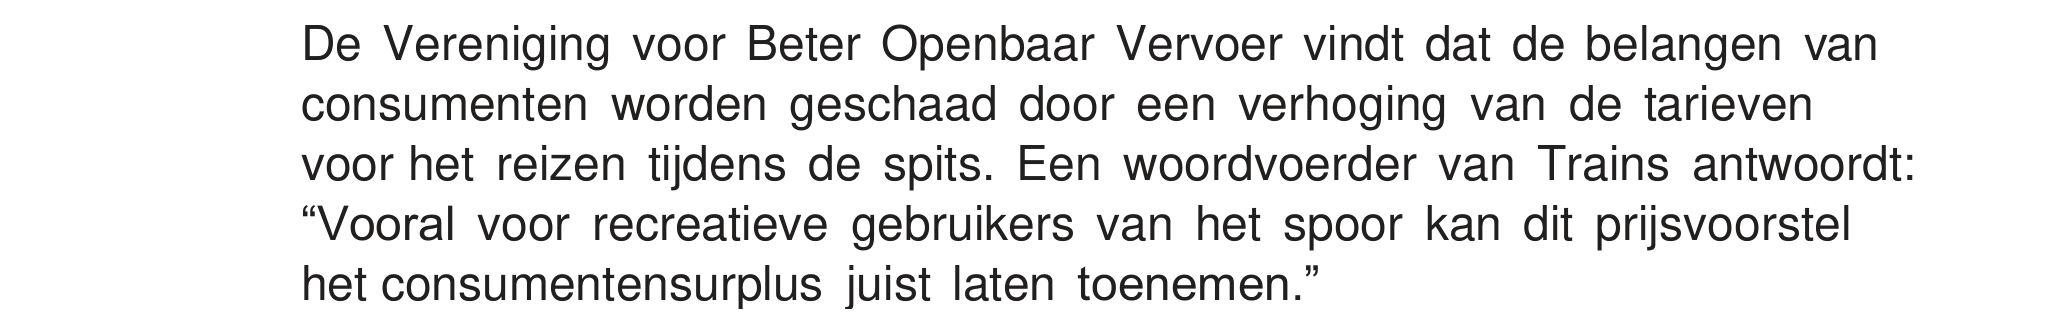 De Vereniging voor Beter Openbaar Vervoer vindt dat de belangen van
consumenten worden geschaad door een verhoging van de tarieven
voor het reizen tijdens de spits. Een woordvoerder van Trains antwoordt:
“Vooral voor recreatieve gebruikers van het spoor kan dit prijsvoorstel
het consumentensurplus juist laten toenemen.”